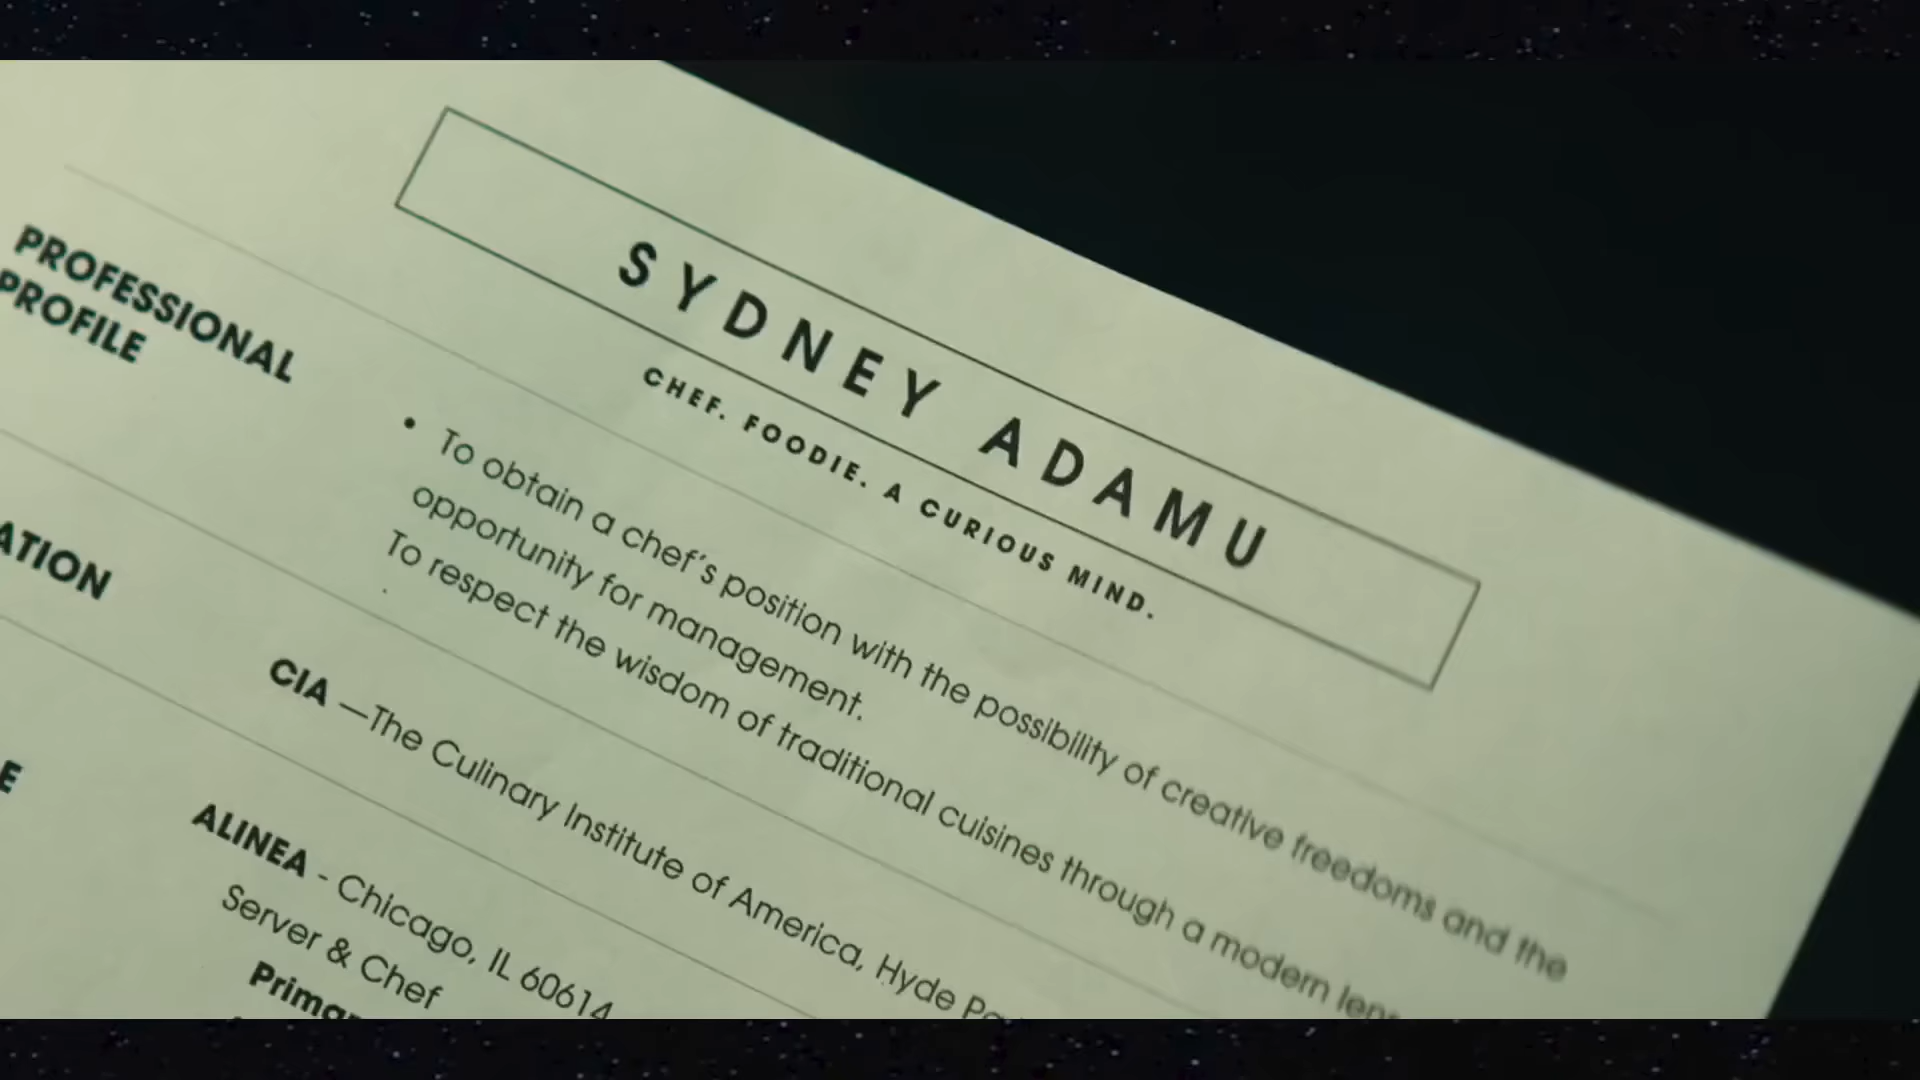 SYDNEY ADAMU
CHEF. FOODIE. A CURIOUS MIND.
PROFESSIONAL
PROFILE
• To obtain a chef's position with the possibility of creative freedoms and the
opportunity for management.
To respect the wisdom of traditional cuisines through a modern lens
ATION
CIA —The Culinary Institute of America, Hyde
E
ALINEA - Chicago, IL 60614
Server & Chef